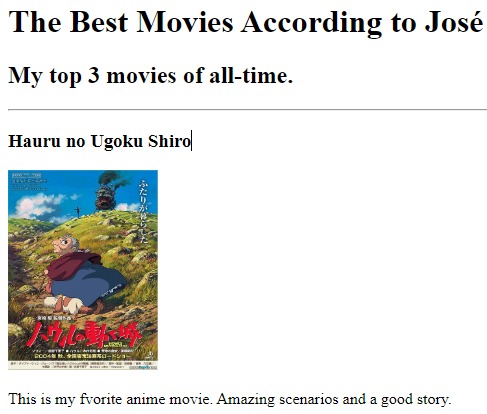 The Best Movies According to José
My top 3 movies of all-time.
Hauru no Ugoku Shiro
ふたりが暮らした。
ハウルの動く城
This is my fvorite anime movie. Amazing scenarios and a good story.